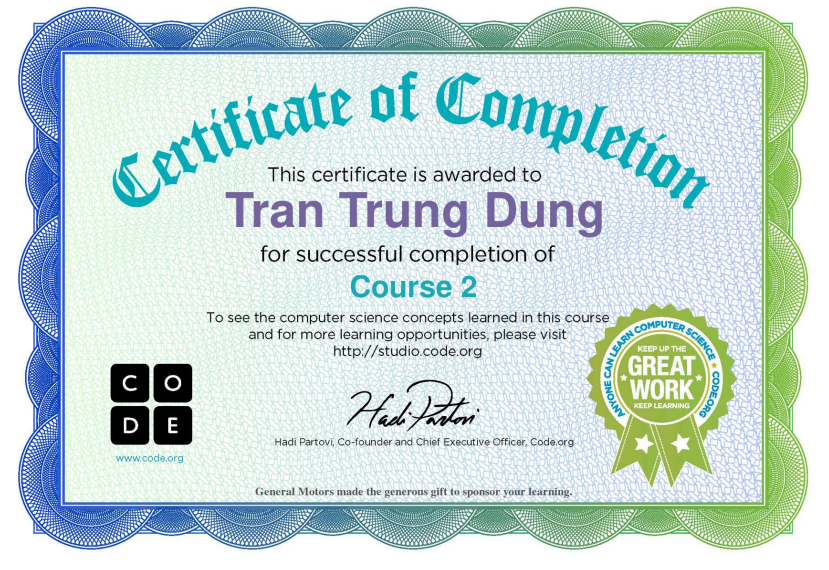 Certificate of Completion
This certificate is awarded to
Tran Trung Dung
for successful completion of
Course 2
To see the computer science concepts learned in this course
and for more learning opportunities, please visit
http://studio.code.org
C O
D E
www.code.org
Hadi Partovi
Hadi Partovi, Co-founder and Chief Executive Officer, Code.org
ANYONE CAN LEARN COMPUTER SCIENCE • CODE.ORG
KEEP UP THE
GREAT
WORK
KEEP LEARNING
General Motors made the generous gift to sponsor your learning.